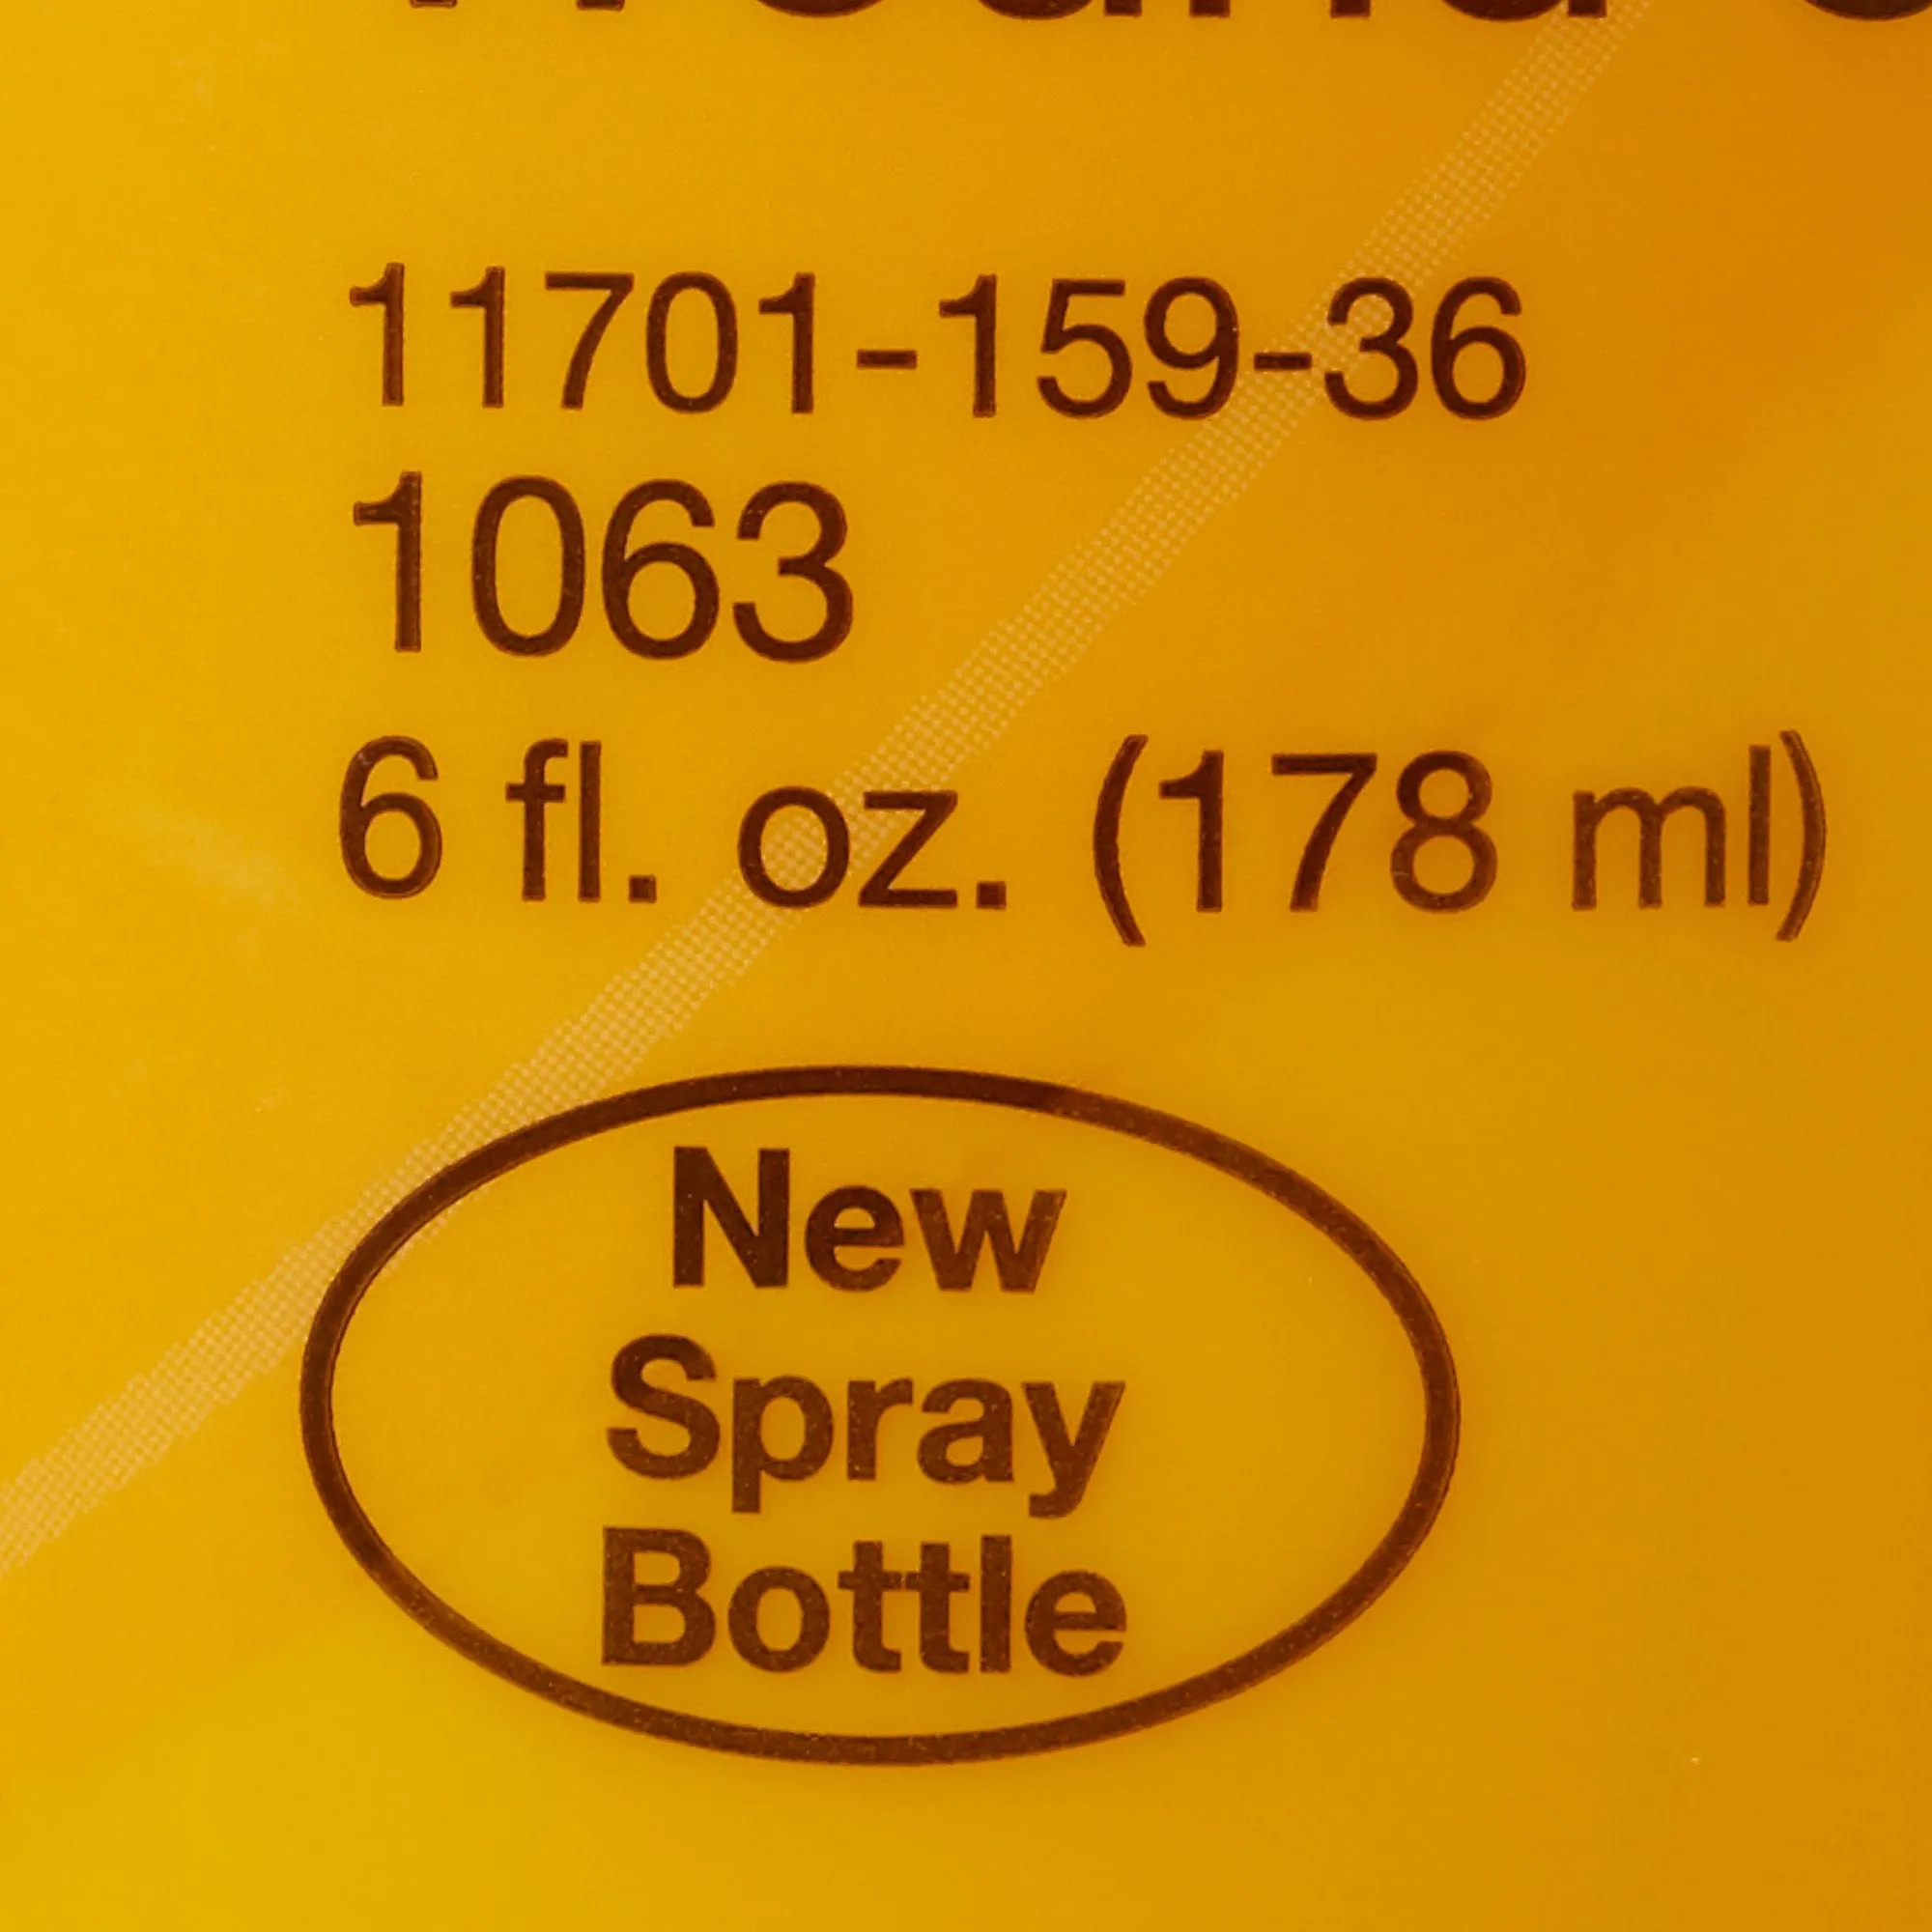 11701-159-36
1063
6 fl. oz. (178 ml)
New
Spray
Bottle